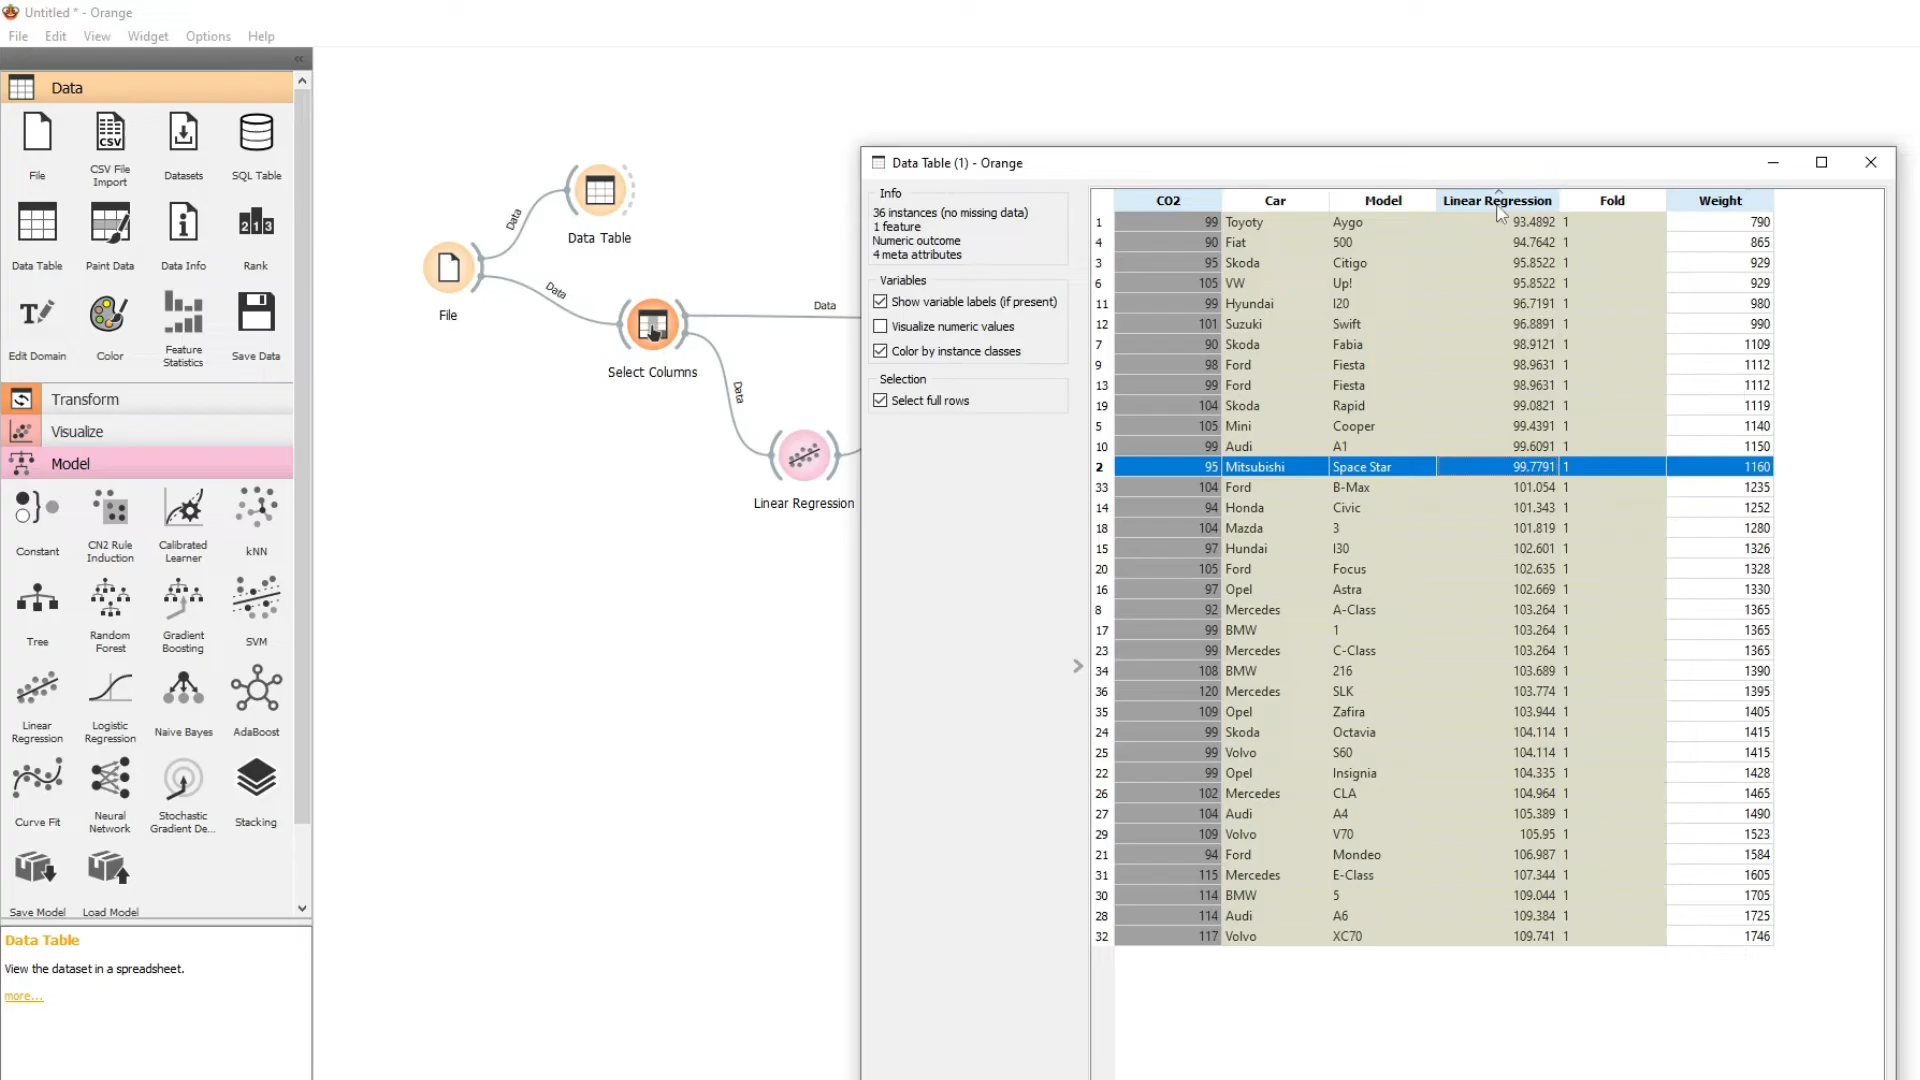 Untitled * - Orange
File Edit View Widget Options Help
Data
File CSV File Import Datasets SQL Table
Data Table Paint Data Data Info Rank
Edit Domain Color Feature Statistics Save Data
Transform
Visualize
Model
Constant CN2 Rule Induction Calibrated Learner kNN
Tree Random Forest Gradient Boosting SVM
Linear Regression Logistic Regression Naive Bayes AdaBoost
Curve Fit Neural Network Stochastic Gradient De... Stacking
Save Model Load Model
Data Table
View the dataset in a spreadsheet.
more...
Data
Data Table
File
Data
Data
Select Columns
Data
Linear Regression
Data Table (1) - Orange
Info
36 instances (no missing data)
1 feature
Numeric outcome
4 meta attributes
Variables
Show variable labels (if present)
Visualize numeric values
Color by instance classes
Selection
Select full rows
CO2 Car Model Linear Regression Fold Weight
1 99 Toyoty Aygo 93.4892 1 790
4 90 Fiat 500 94.7642 1 865
3 95 Skoda Citigo 95.8522 1 929
6 105 VW Up! 95.8522 1 929
11 99 Hyundai I20 96.7191 1 980
12 101 Suzuki Swift 96.8891 1 990
7 90 Skoda Fabia 98.9121 1 1109
9 98 Ford Fiesta 98.9631 1 1112
13 99 Ford Fiesta 98.9631 1 1112
19 104 Skoda Rapid 99.0821 1 1119
5 105 Mini Cooper 99.4391 1 1140
10 99 Audi A1 99.6091 1 1150
2 95 Mitsubishi Space Star 99.7791 1 1160
33 104 Ford B-Max 101.054 1 1235
14 94 Honda Civic 101.343 1 1252
18 104 Mazda 3 101.819 1 1280
15 97 Hundai I30 102.601 1 1326
20 105 Ford Focus 102.635 1 1328
16 97 Opel Astra 102.669 1 1330
8 92 Mercedes A-Class 103.264 1 1365
17 99 BMW 1 103.264 1 1365
23 99 Mercedes C-Class 103.264 1 1365
34 108 BMW 216 103.689 1 1390
36 120 Mercedes SLK 103.774 1 1395
35 109 Opel Zafira 103.944 1 1405
24 99 Skoda Octavia 104.114 1 1415
25 99 Volvo S60 104.114 1 1415
22 99 Opel Insignia 104.335 1 1428
26 102 Mercedes CLA 104.964 1 1465
27 104 Audi A4 105.389 1 1490
29 109 Volvo V70 105.95 1 1523
21 94 Ford Mondeo 106.987 1 1584
31 115 Mercedes E-Class 107.344 1 1605
30 114 BMW 5 109.044 1 1705
28 114 Audi A6 109.384 1 1725
32 117 Volvo XC70 109.741 1 1746